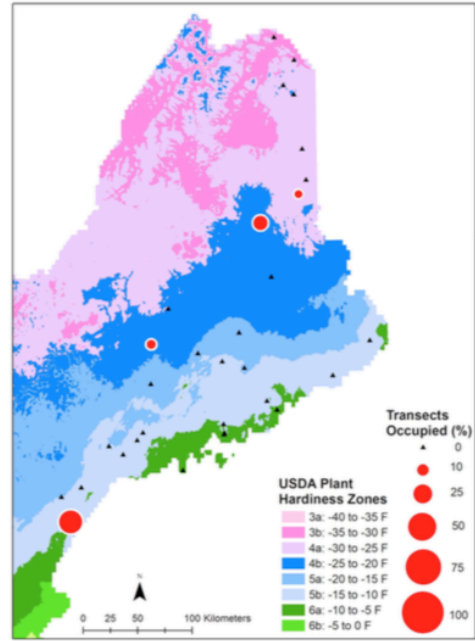 Transects
Occupied (%)
0
10
25
50
75
100
USDA Plant
Hardiness Zones
3a: -40 to -35 F
3b: -35 to -30 F
4a: -30 to -25 F
4b: -25 to -20 F
5a: -20 to -15 F
5b: -15 to -10 F
6a: -10 to -5 F
6b: -5 to 0 F
N
0 25 50 100 Kilometers